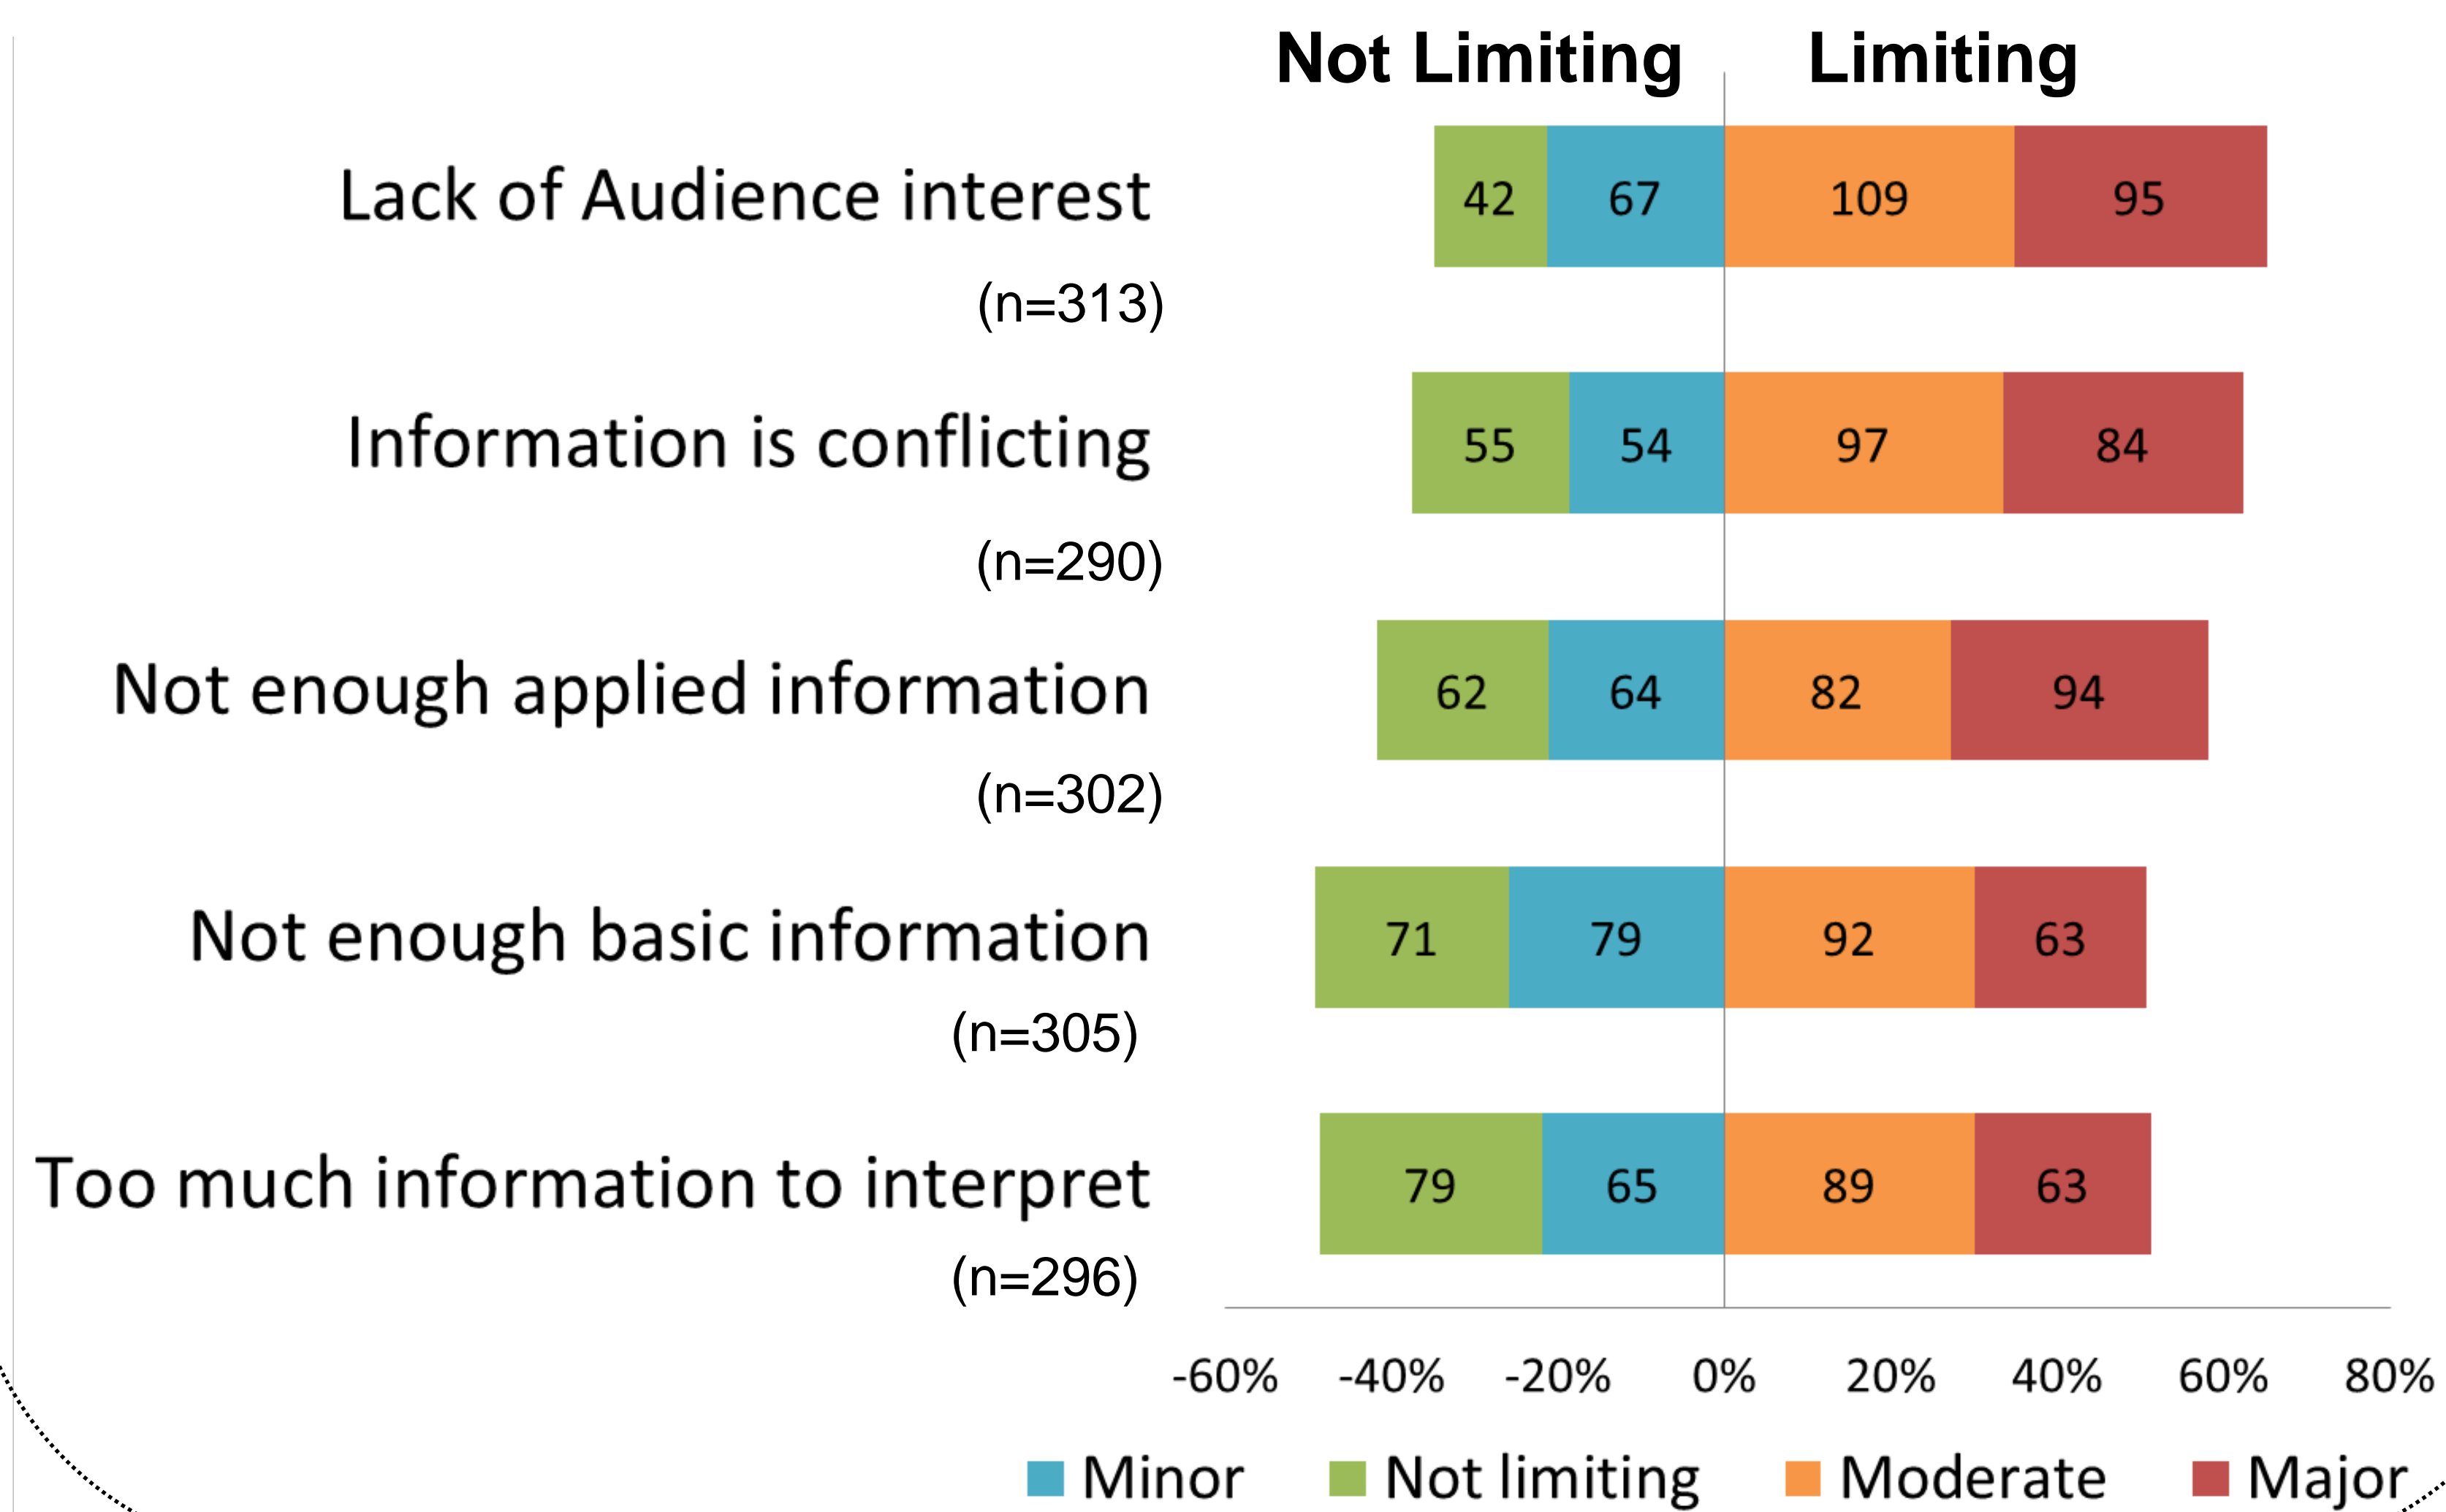 Not Limiting Limiting
Lack of Audience interest 42 67 109 95
(n=313)
Information is conflicting 55 54 97 84
(n=290)
Not enough applied information 62 64 82 94
(n=302)
Not enough basic information 71 79 92 63
(n=305)
Too much information to interpret 79 65 89 63
(n=296)
-60% -40% -20% 0% 20% 40% 60% 80%
Minor Not limiting Moderate Major